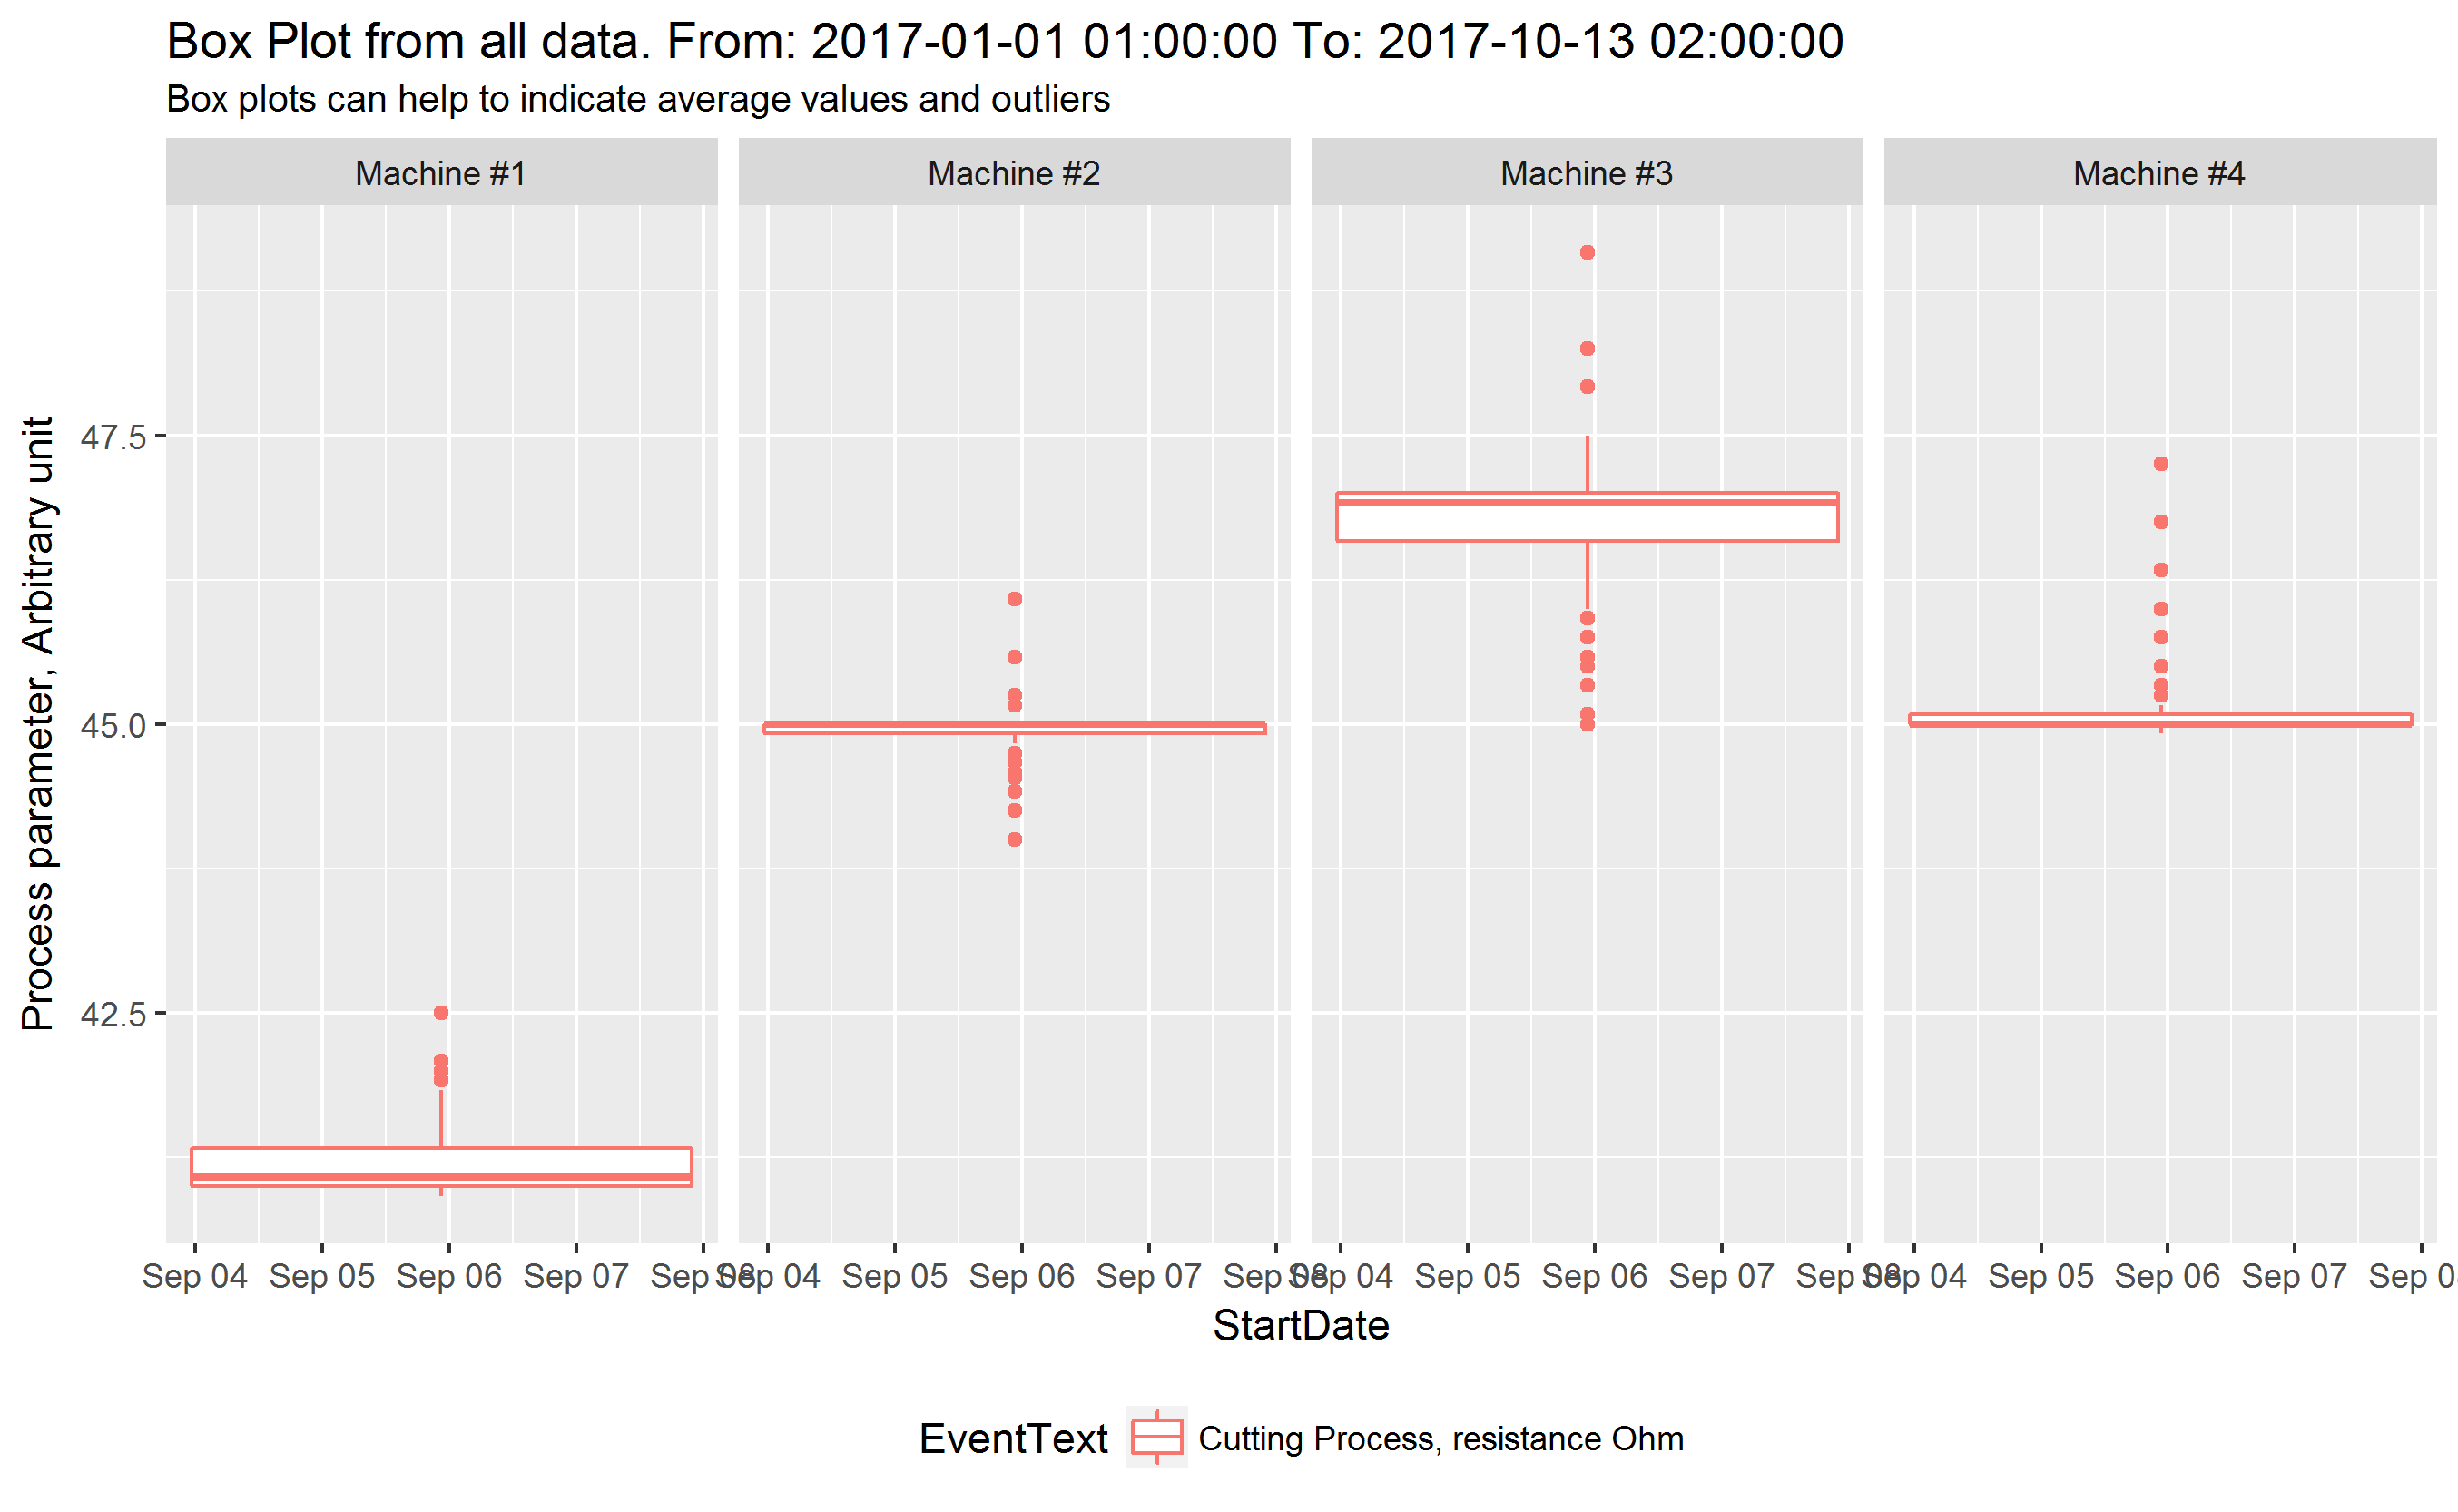 Box Plot from all data. From: 2017-01-01 01:00:00 To: 2017-10-13 02:00:00
Box plots can help to indicate average values and outliers
Machine #1 Machine #2 Machine #3 Machine #4
Process parameter, Arbitrary unit
47.5
45.0
42.5
Sep 04 Sep 05 Sep 06 Sep 07 Sep Sep 04 Sep 05 Sep 06 Sep 07 Sep Sep 04 Sep 05 Sep 06 Sep 07 Sep Sep 04 Sep 05 Sep 06 Sep 07 Sep
StartDate
EventText Cutting Process, resistance Ohm